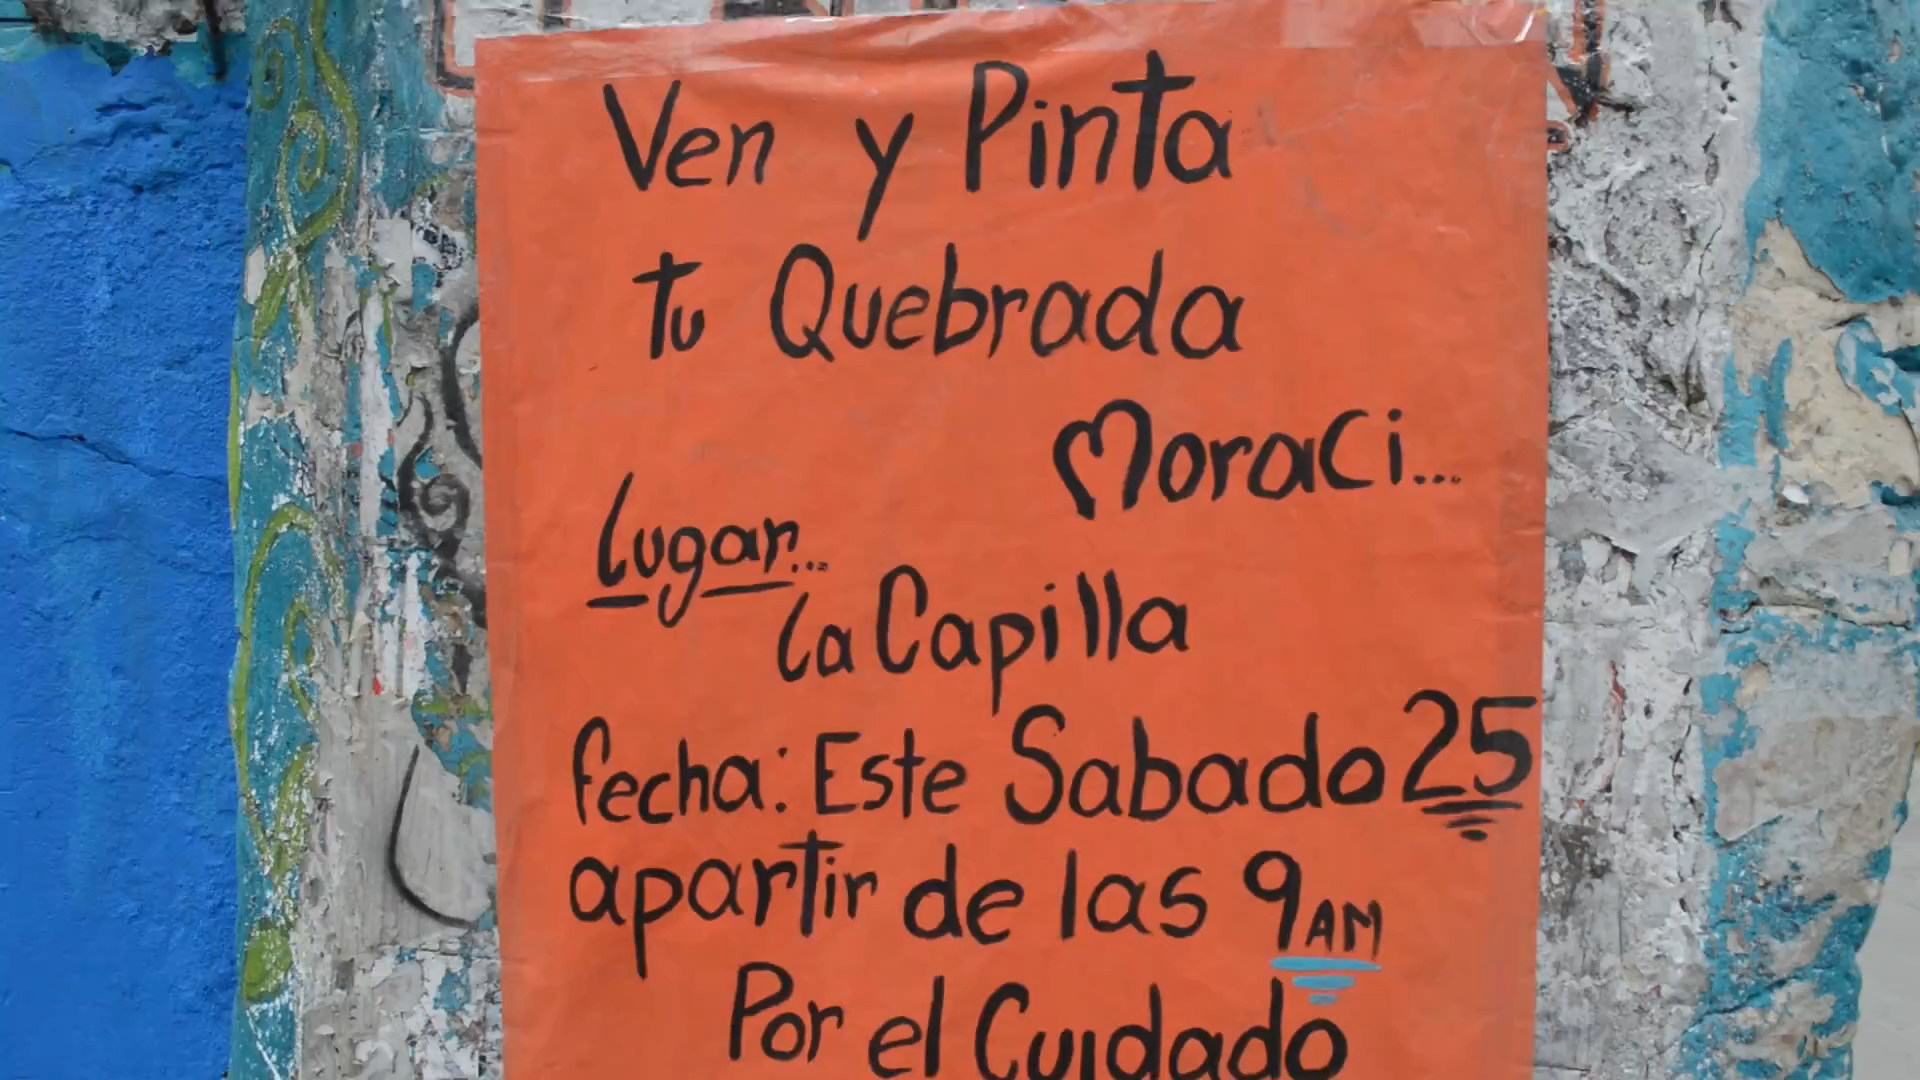 Ven y Pinta
tu Quebrada
Moraci...
Lugar...
La Capilla
fecha: Este Sabado 25
apartir de las 9AM
Por el Cuidado